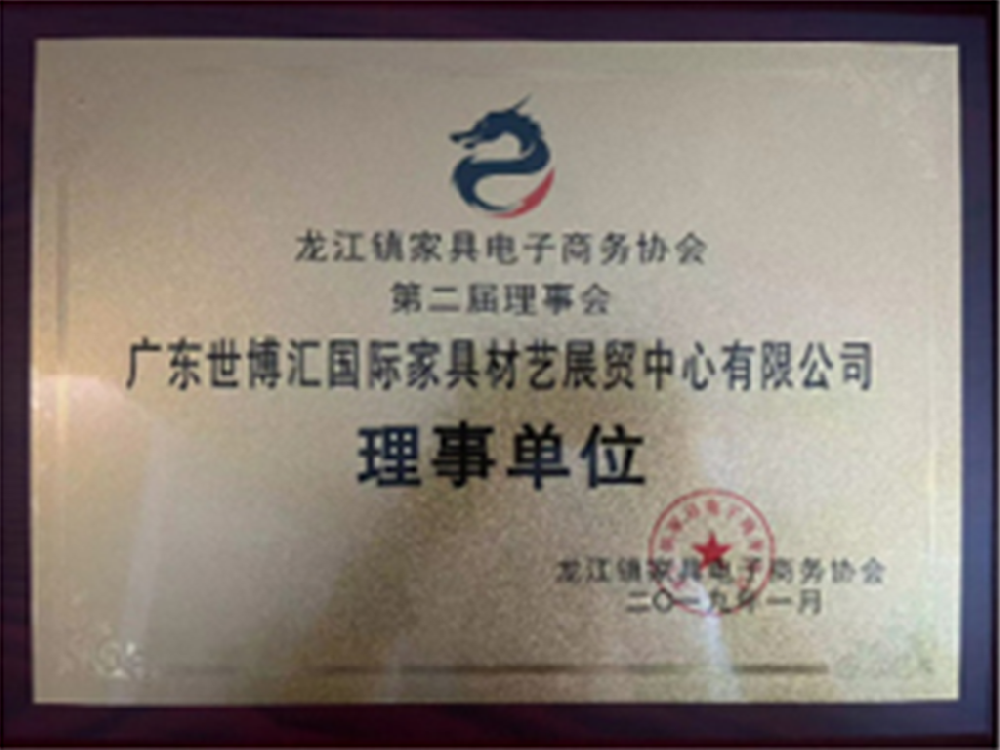 龙江镇家具电子商务协会
第二届理事会
广东世博汇国际家具材艺展贸中心有限公司
理事单位
龙江镇家具电子商务协会
二〇一九年一月